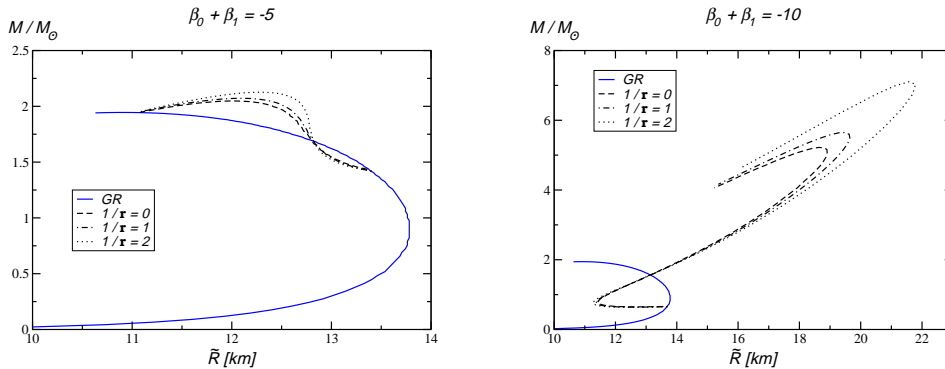 β₀ + β₁ = -5
M / M☉
2.5
2
1.5
1
0.5
0
GR
1 / r = 0
1 / r = 1
1 / r = 2
10 11 12 13 14
R̃ [km]
β₀ + β₁ = -10
M / M☉
8
6
4
2
0
GR
1 / r = 0
1 / r = 1
1 / r = 2
10 12 14 16 18 20 22
R̃ [km]